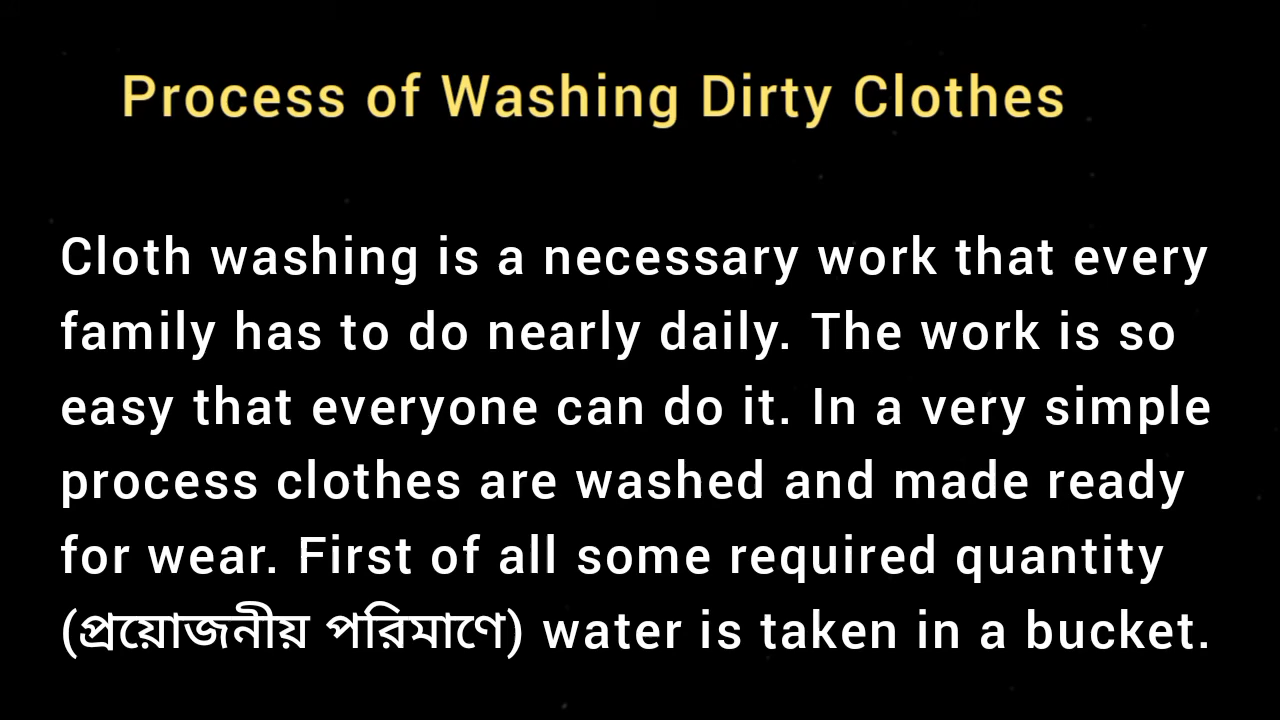 Process of Washing Dirty Clothes
Cloth washing is a necessary work that every
family has to do nearly daily. The work is so
easy that everyone can do it. In a very simple
process clothes are washed and made ready
for wear. First of all some required quantity
(প্রয়োজনীয় পরিমাণে) water is taken in a bucket.